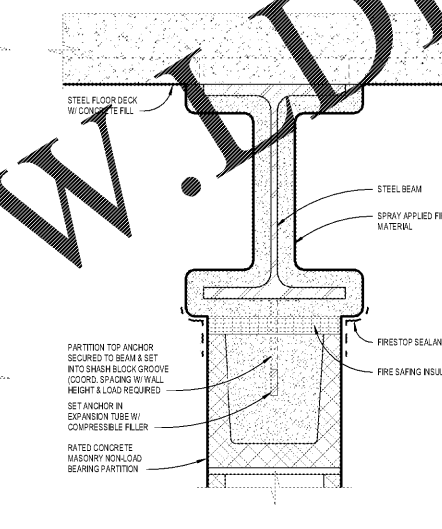 W.LD
STEEL FLOOR DECK
W/ CONCRETE FILL
STEEL BEAM
SPRAY APPLIED
MATERIAL
PARTITION TOP ANCHOR
SECURED TO BEAM & SET
INTO SHASH BLOCK GROOVE
(COORD. SPACING W/ WALL
HEIGHT & LOAD REQUIRED
FIRESTOP SEALAN
FIRE SAFING INSUL
SET ANCHOR IN
EXPANSION TUBE W/
COMPRESSIBLE FILLER
RATED CONCRETE
MASONRY NON-LOAD
BEARING PARTITION